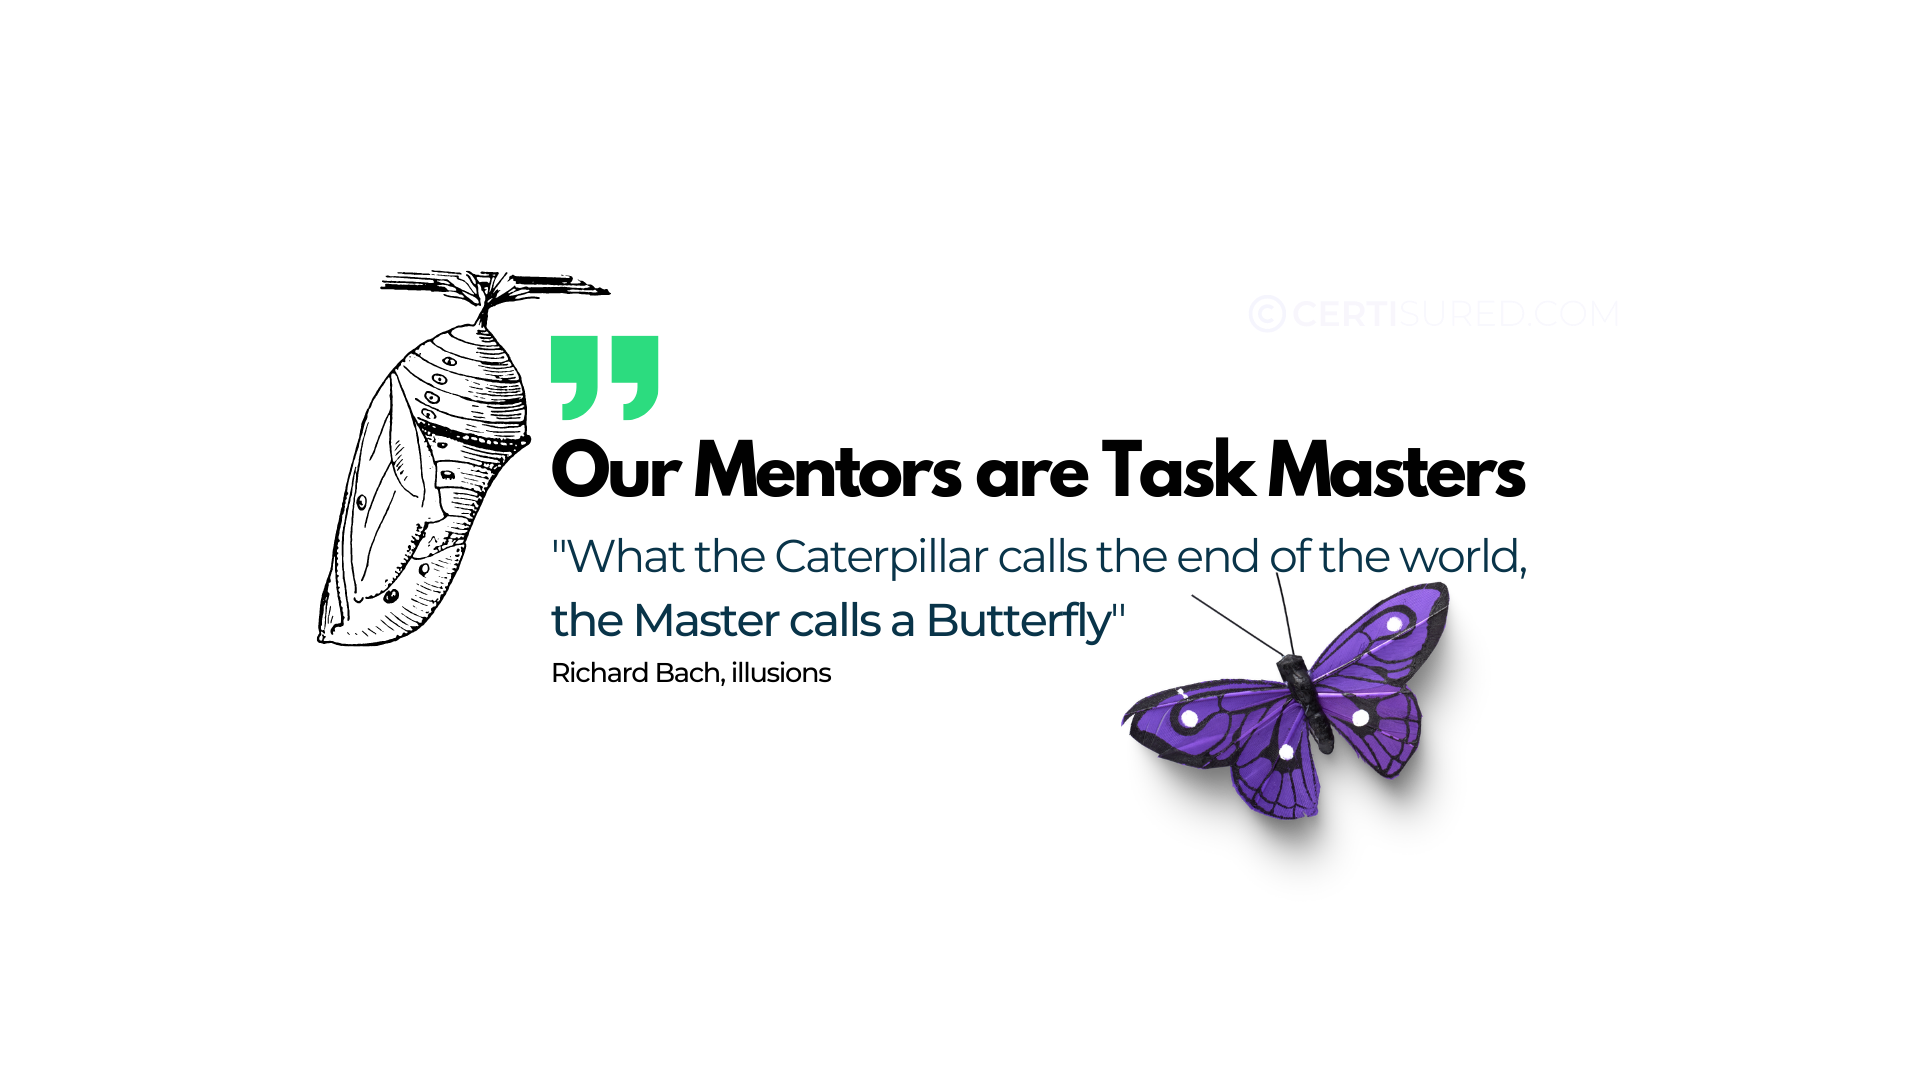 © CERTISURED.COM
Our Mentors are Task Masters
"What the Caterpillar calls the end of the world,
the Master calls a Butterfly"
Richard Bach, illusions